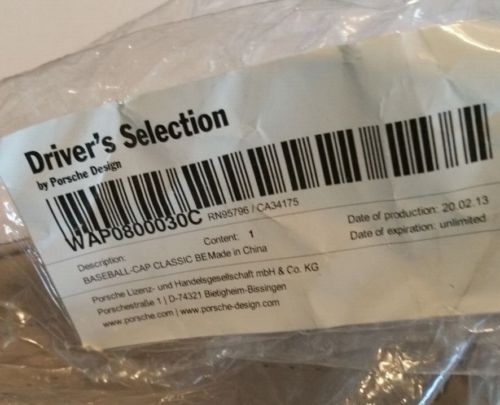 Driver's Selection
by Porsche Design
WAP0800030C RN95796 / CA34175
Description:
Content: 1
Date of production: 20.02.13
BASEBALL-CAP CLASSIC BE Made in China
Date of expiration: unlimited
Porsche Lizenz- und Handelsgesellschaft mbH & Co. KG
Porschestraße 1 | D-74321 Bietigheim-Bissingen
www.porsche.com | www.porsche-design.com